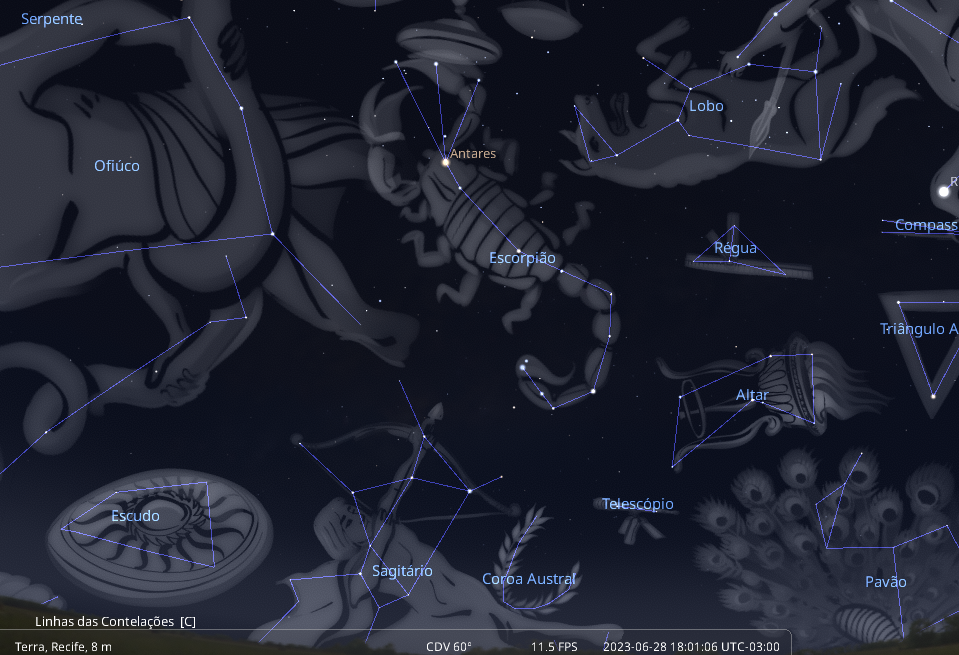 Serpente
Lobo
Antares
Ofiúco
R
Compass
Régua
Escorpião
Triângulo A
Altar
Telescópio
Escudo
Sagitário
Coroa Austral
Pavão
Linhas das Contelações [C]
Terra, Recife, 8 m CDV 60° 11.5 FPS 2023-06-28 18:01:06 UTC-03:00